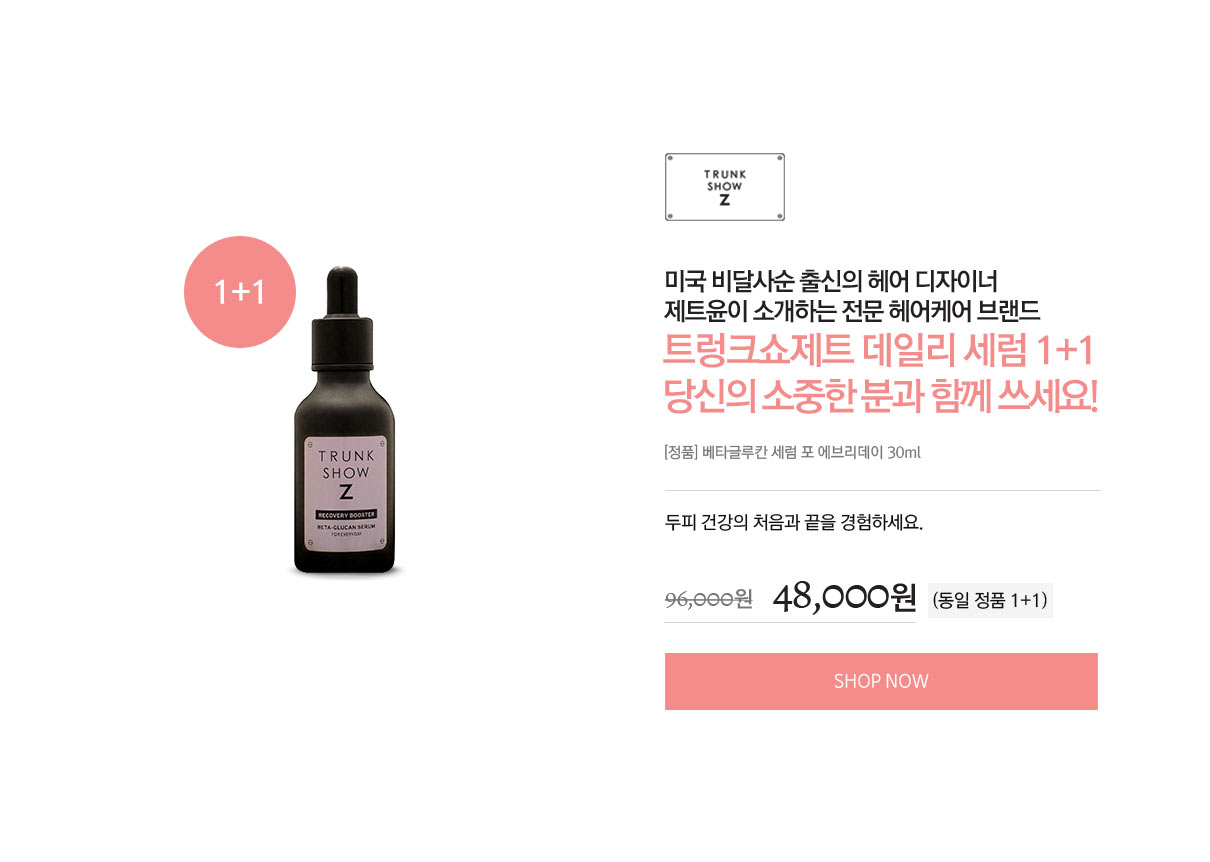 1+1
TRUNK
SHOW
Z
RECOVERY BOOSTER
BETA-GLUCAN SERUM
FOR EVERYDAY
TRUNK
SHOW
Z
미국 비달사순 출신의 헤어 디자이너
제트윤이 소개하는 전문 헤어케어 브랜드
트렁크쇼제트 데일리 세럼 1+1
당신의 소중한 분과 함께 쓰세요!
[정품] 베타글루칸 세럼 포 에브리데이 30ml
두피 건강의 처음과 끝을 경험하세요.
96,000원 48,000원 (동일 정품 1+1)
SHOP NOW